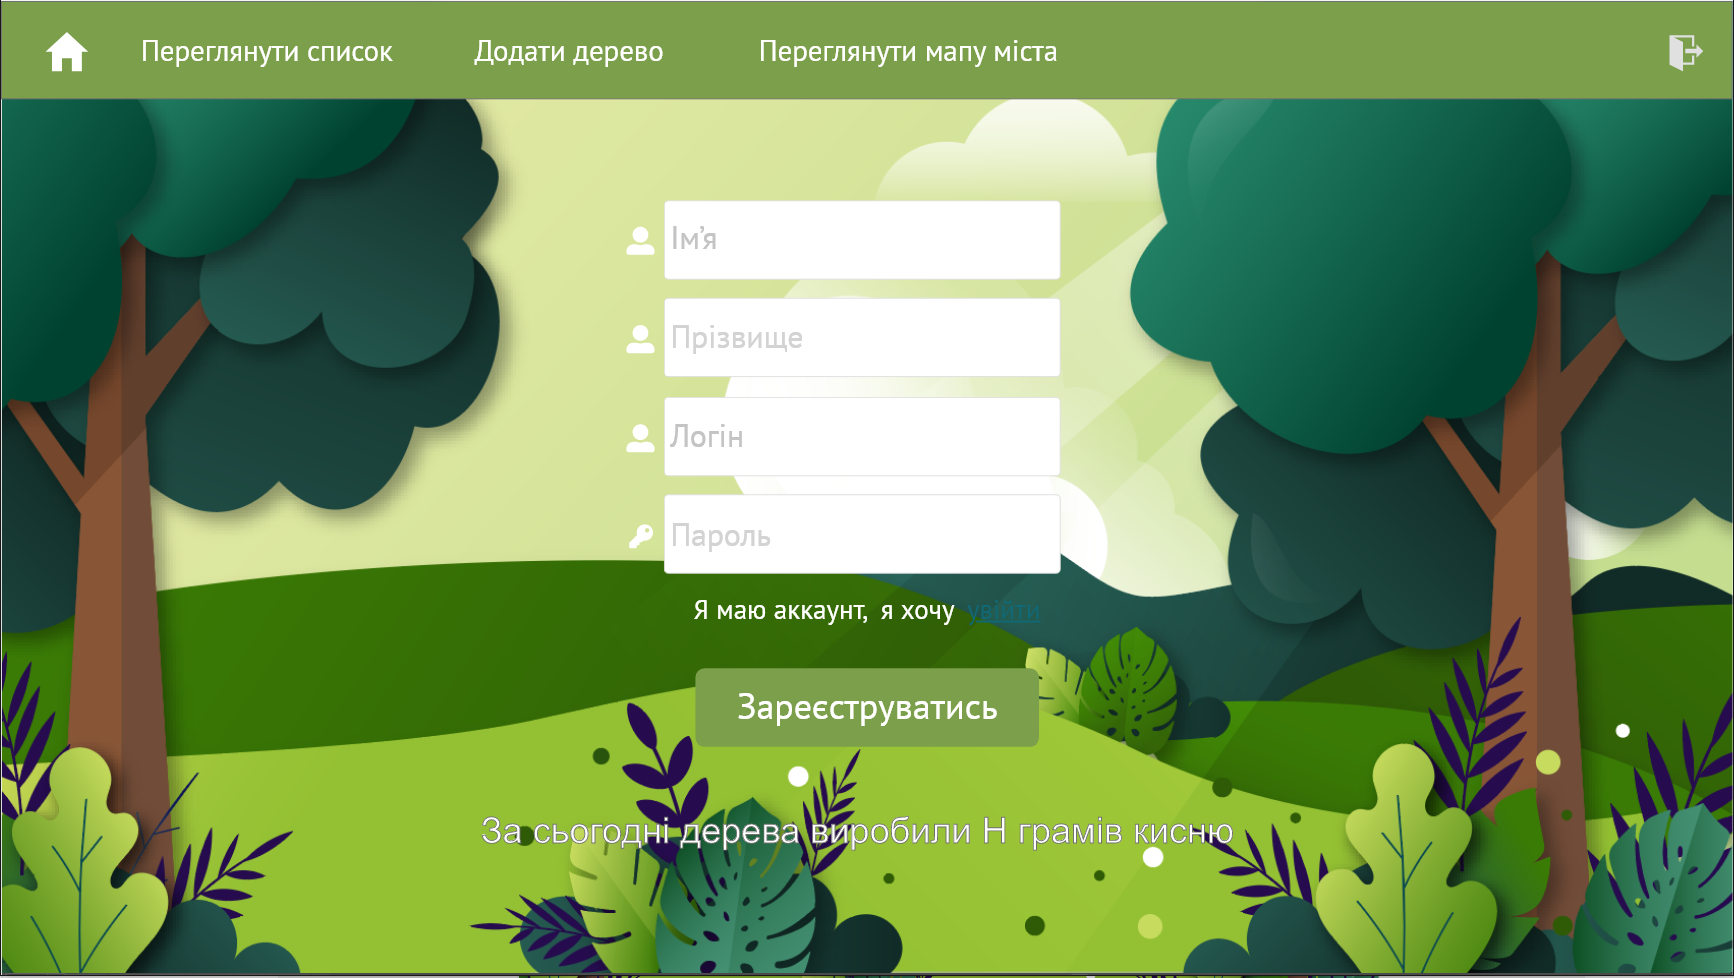 Переглянути список Додати дерево Переглянути мапу міста
Ім’я
Прізвище
Логін
Пароль
Я маю аккаунт, я хочу увійти
Зареєструватись
За сьогодні дерева виробили Н грамів кисню